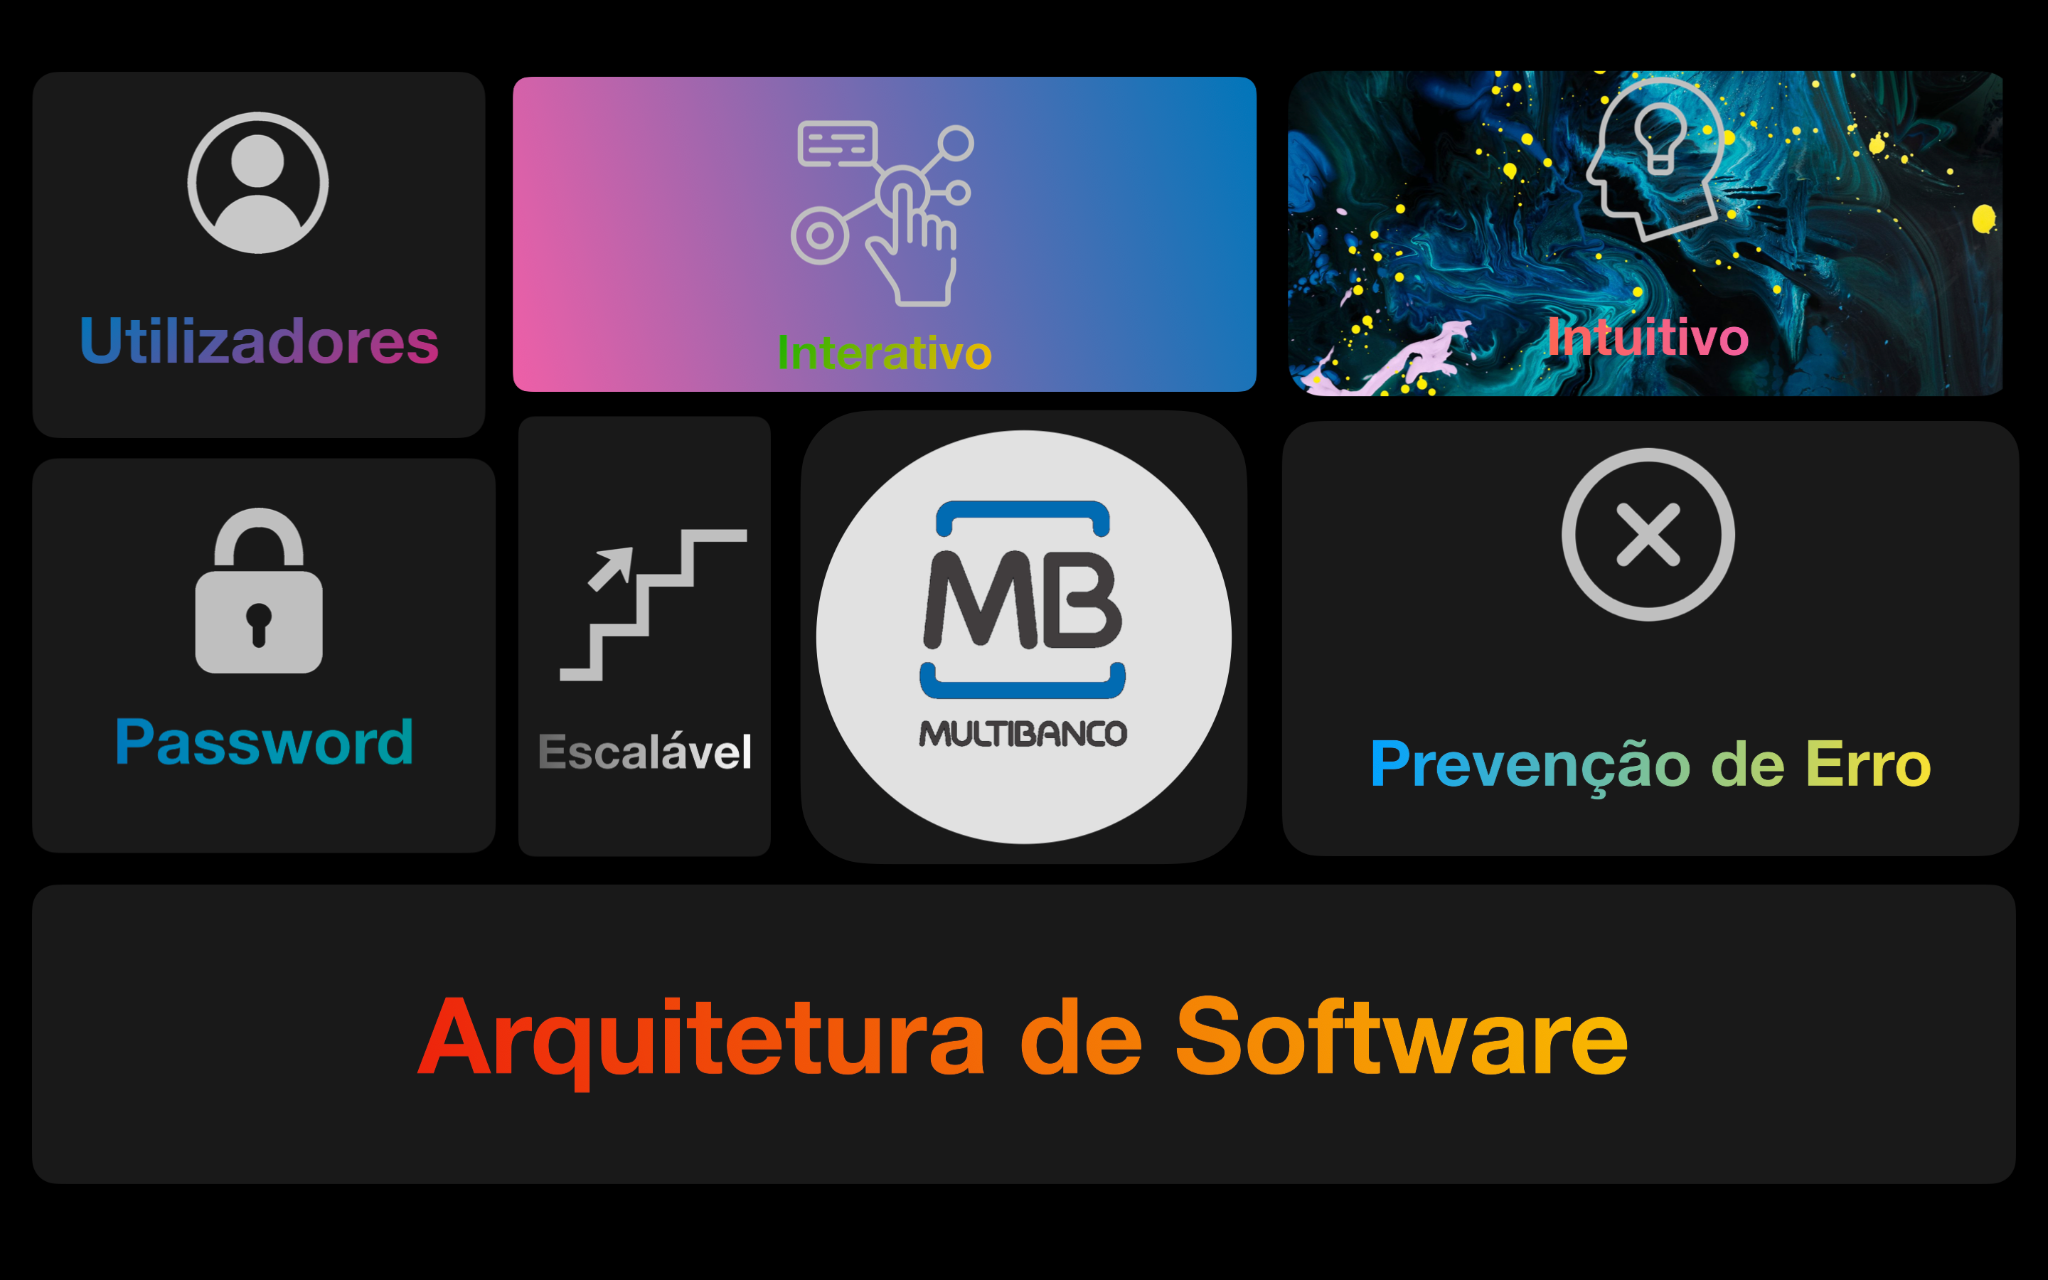 Utilizadores
Interativo
Intuitivo
Password
Escalável
MB
MULTIBANCO
Prevenção de Erro
Arquitetura de Software